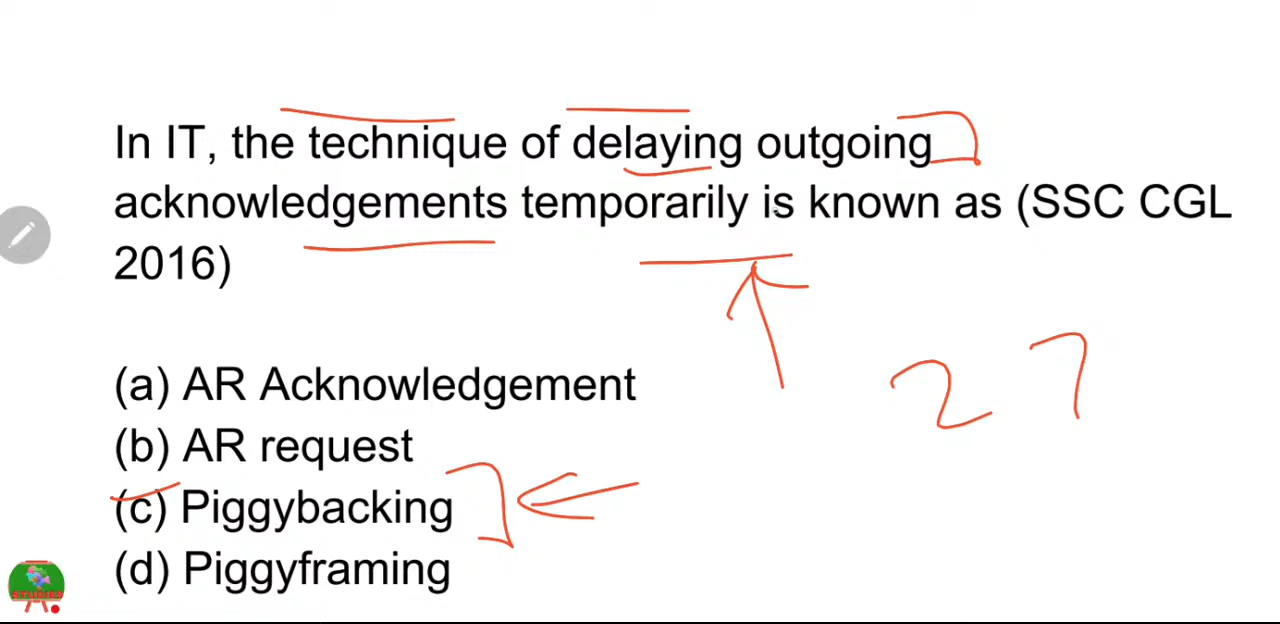 In IT, the technique of delaying outgoing
acknowledgements temporarily is known as (SSC CGL
2016)
27
(a) AR Acknowledgement
(b) AR request
(c) Piggybacking
(d) Piggyframing
STUDIES